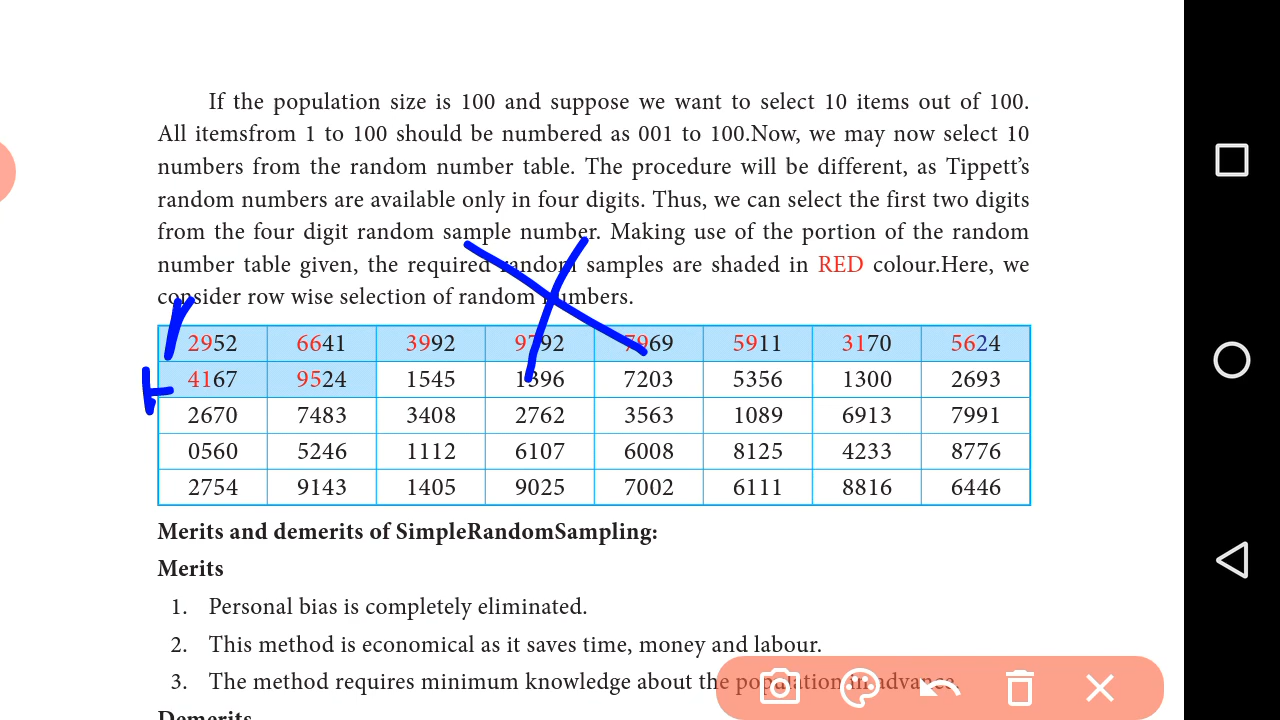 If the population size is 100 and suppose we want to select 10 items out of 100.
All itemsfrom 1 to 100 should be numbered as 001 to 100.Now, we may now select 10
numbers from the random number table. The procedure will be different, as Tippett's
random numbers are available only in four digits. Thus, we can select the first two digits
from the four digit random sample number. Making use of the portion of the random
number table given, the required random samples are shaded in RED colour.Here, we
consider row wise selection of random numbers.
2952 6641 3992 9792 7969 5911 3170 5624
4167 9524 1545 1396 7203 5356 1300 2693
2670 7483 3408 2762 3563 1089 6913 7991
0560 5246 1112 6107 6008 8125 4233 8776
2754 9143 1405 9025 7002 6111 8816 6446
Merits and demerits of SimpleRandomSampling:
Merits
1. Personal bias is completely eliminated.
2. This method is economical as it saves time, money and labour.
3. The method requires minimum knowledge about the population in advance.
Demerits